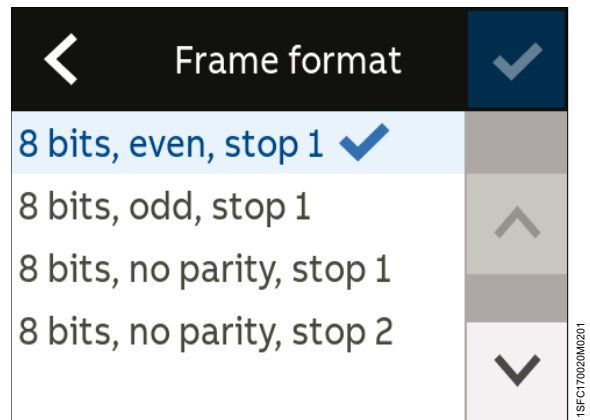 Frame format
8 bits, even, stop 1
8 bits, odd, stop 1
8 bits, no parity, stop 1
8 bits, no parity, stop 2
1SFC170020M0201